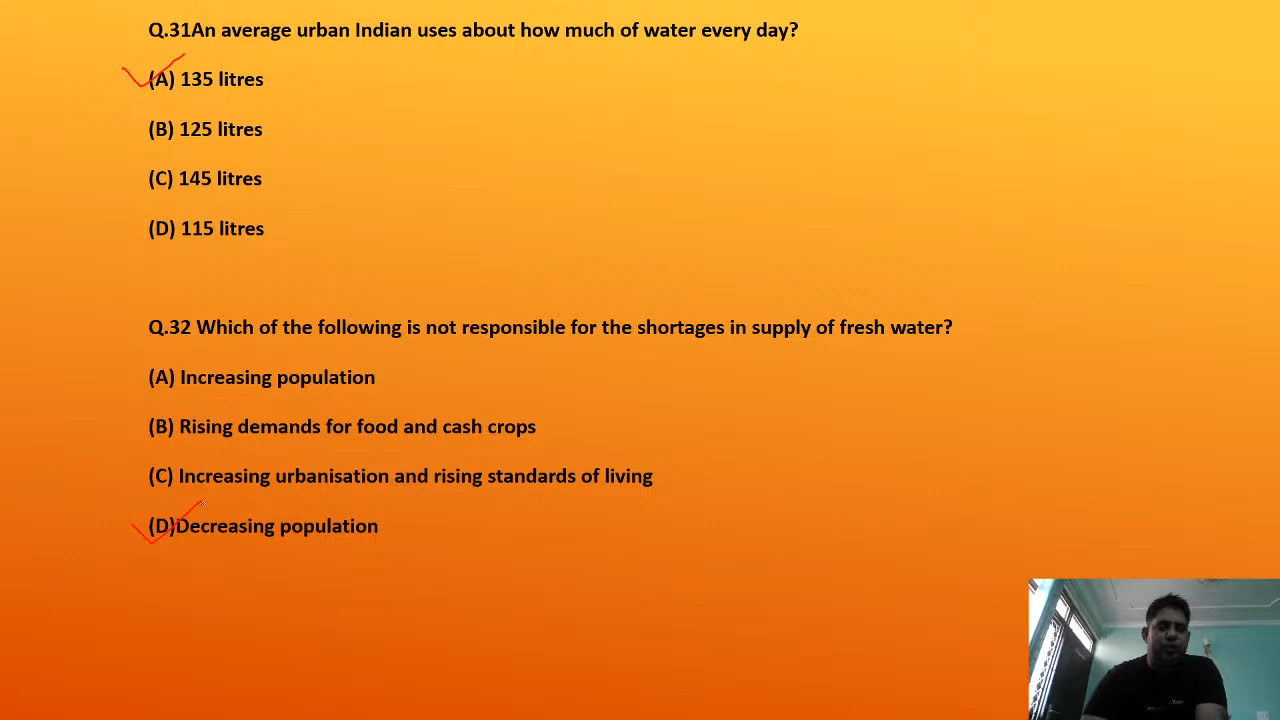 Q.31An average urban Indian uses about how much of water every day?
(A) 135 litres
(B) 125 litres
(C) 145 litres
(D) 115 litres
Q.32 Which of the following is not responsible for the shortages in supply of fresh water?
(A) Increasing population
(B) Rising demands for food and cash crops
(C) Increasing urbanisation and rising standards of living
(D)Decreasing population